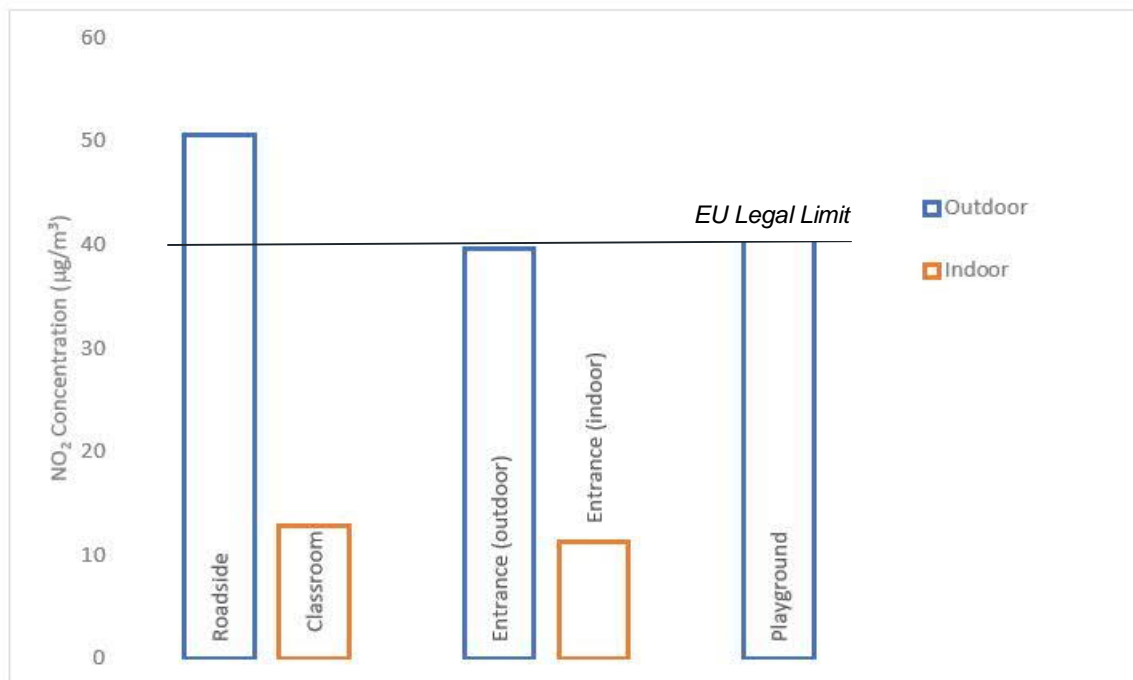 60
50
40
30
20
10
0
NO₂ Concentration (µg/m³)
EU Legal Limit
Roadside
Classroom
Entrance (outdoor)
Entrance (indoor)
Playground
Outdoor
Indoor